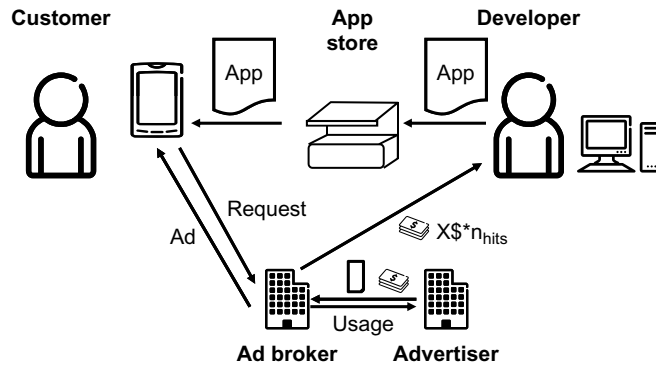 Customer
App
store
Developer
App
App
Request
Ad
$ X$*nhits
$
Usage
Ad broker
Advertiser